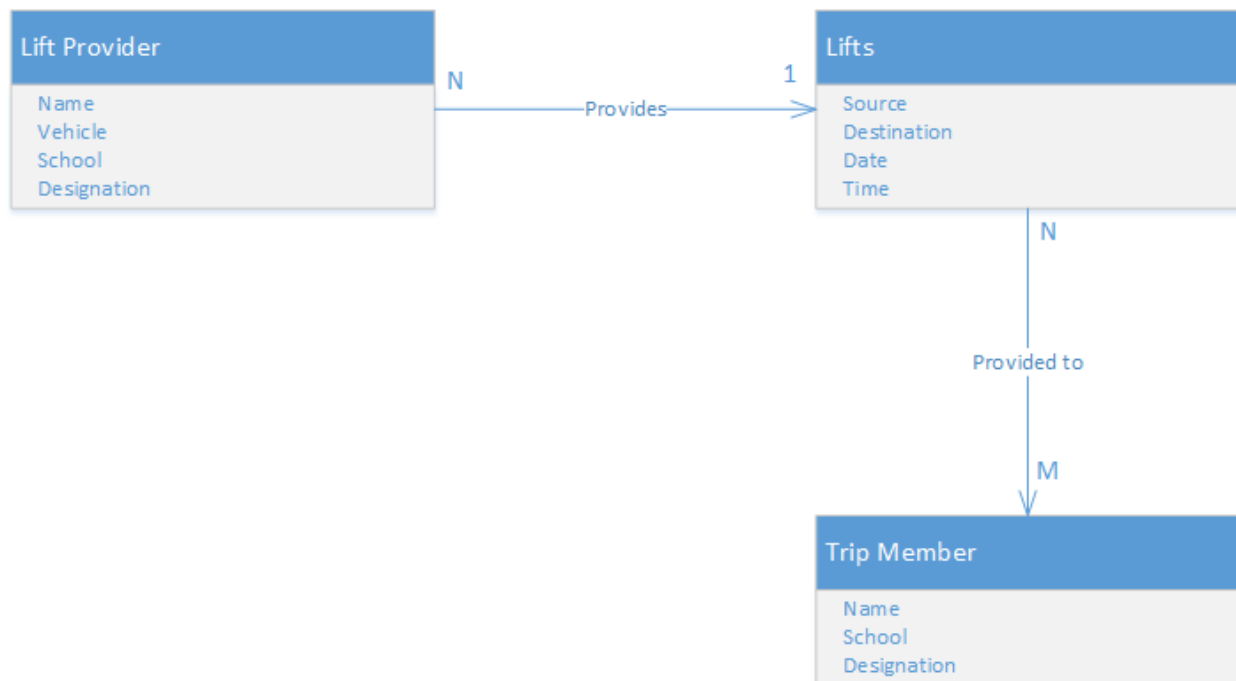 Lift Provider
Name
Vehicle
School
Designation
N
Provides
1
Lifts
Source
Destination
Date
Time
N
Provided to
M
Trip Member
Name
School
Designation